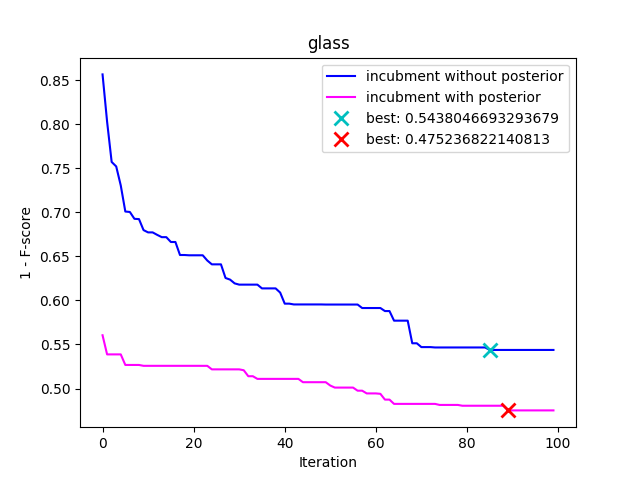 glass
incubment without posterior
incubment with posterior
best: 0.5438046693293679
best: 0.475236822140813
1 - F-score
0.85
0.80
0.75
0.70
0.65
0.60
0.55
0.50
0 20 40 60 80 100
Iteration